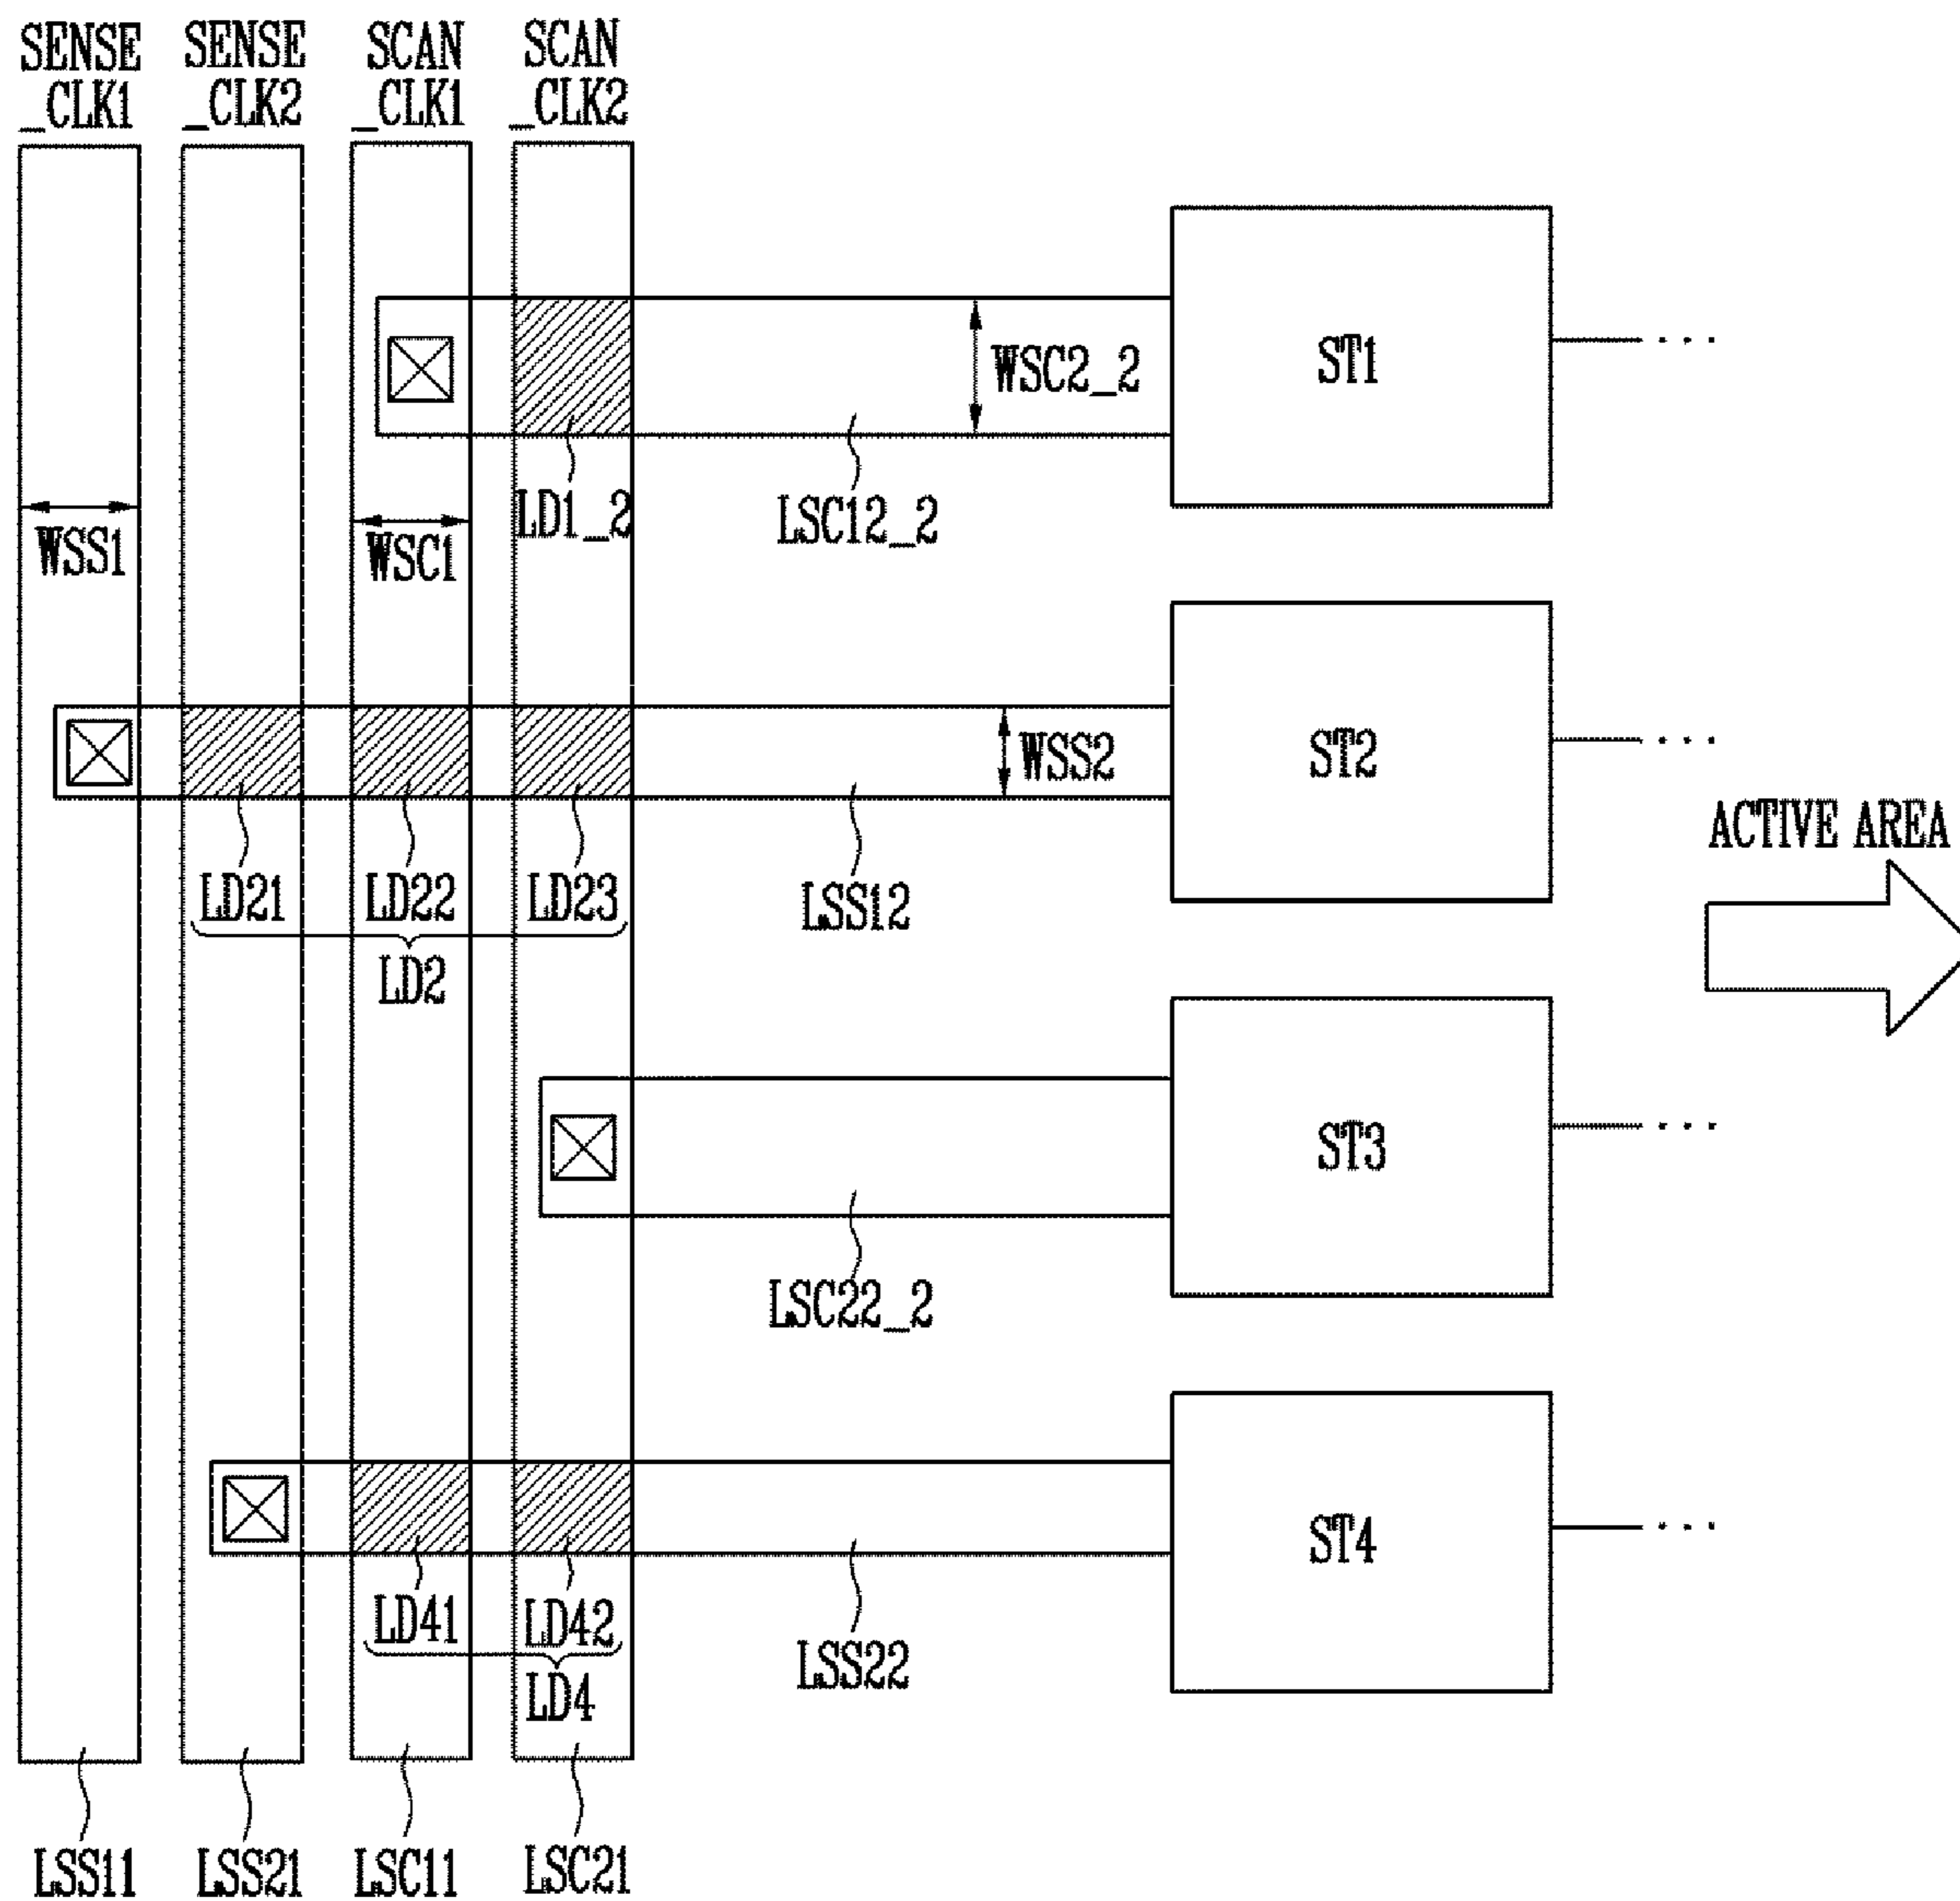 SENSE
_CLK1
SENSE
_CLK2
SCAN
_CLK1
SCAN
_CLK2
ST1
. . .
WSC2_2
LD1_2
LSC12_2
WSS1
WSC1
ST2
. . .
WSS2
LD21
LD22
LD23
LSS12
LD2
ACTIVE AREA
ST3
. . .
LSC22_2
ST4
. . .
LD41
LD42
LSS22
LD4
LSS11
LSS21
LSC11
LSC21